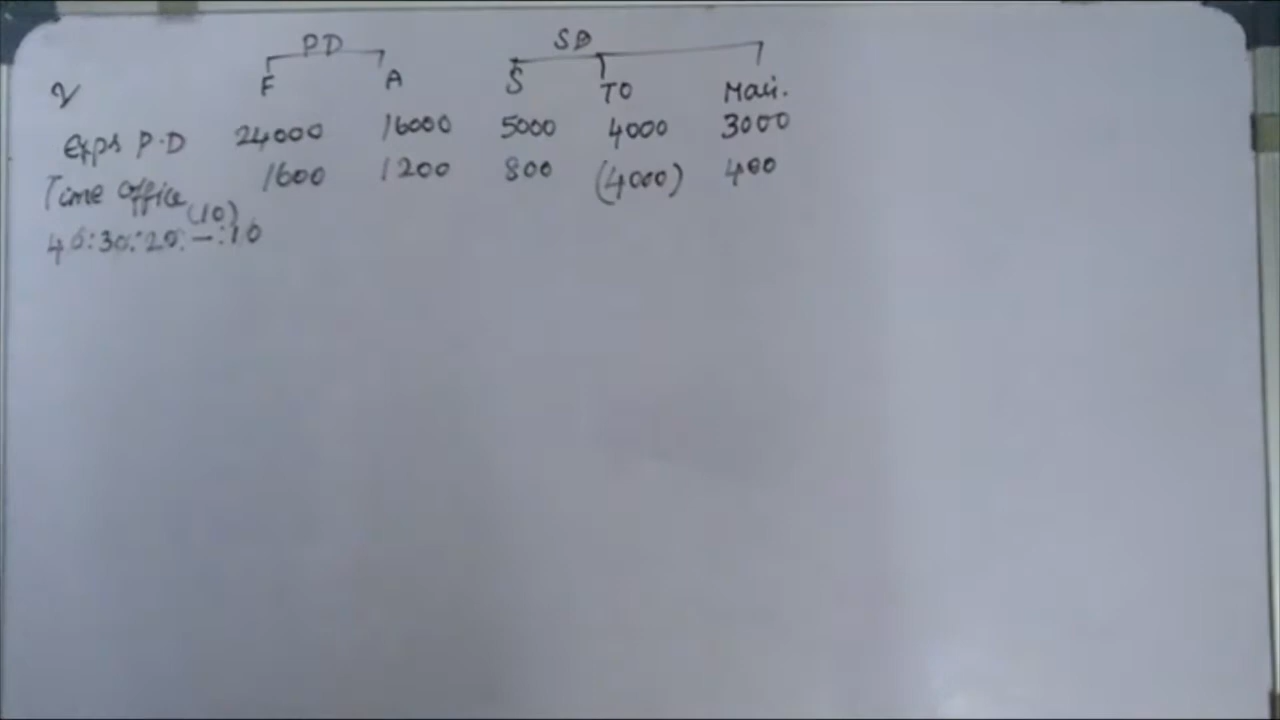 PD SD
F A S TO Mai.
Exps P.D 24000 16000 5000 4000 3000
Time office 1600 1200 800 (4000) 400
(10)
40:30:20:-:10